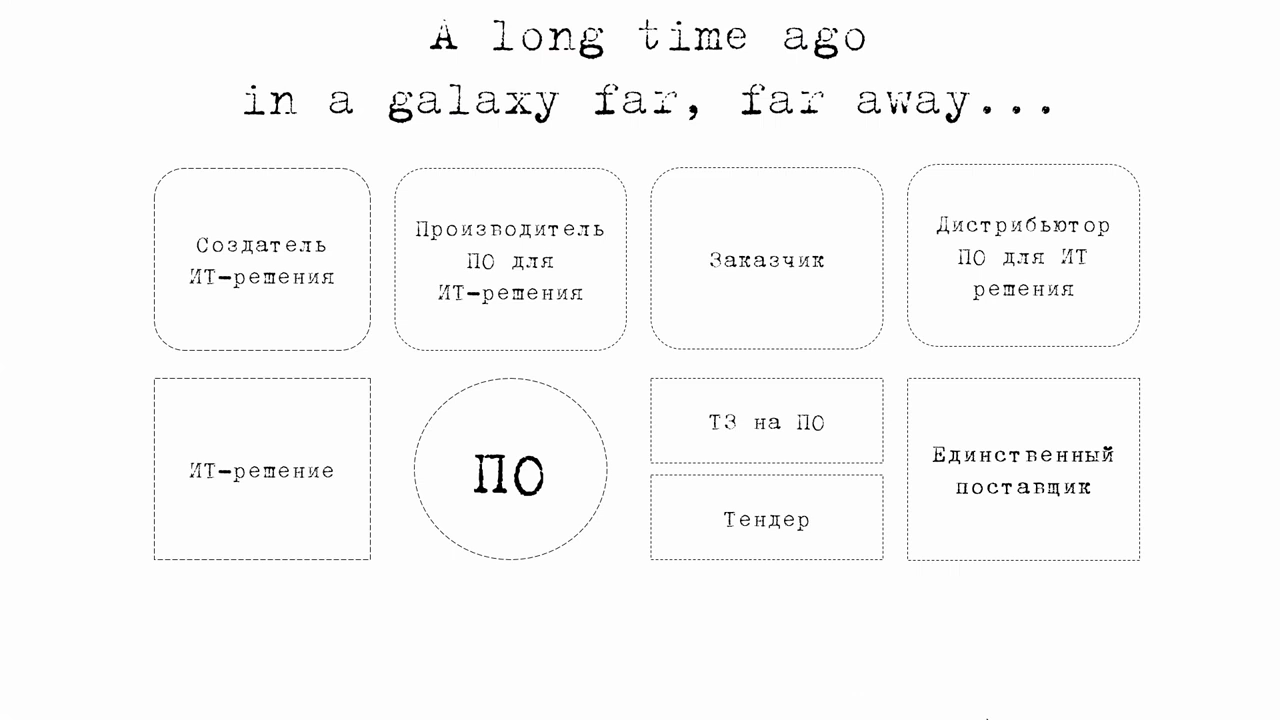 A long time ago
in a galaxy far, far away...
Создатель
ИТ-решения
Производитель
ПО для
ИТ-решения
Заказчик
Дистрибьютор
ПО для ИТ
решения
ИТ-решение
ПО
ТЗ на ПО
Тендер
Единственный
поставщик